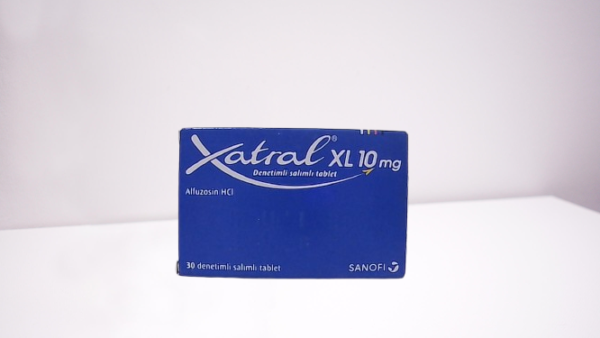 Xatral® XL 10 mg
Denetimli salımlı tablet
Alfuzosin HCl
30 denetimli salımlı tablet
SANOFI